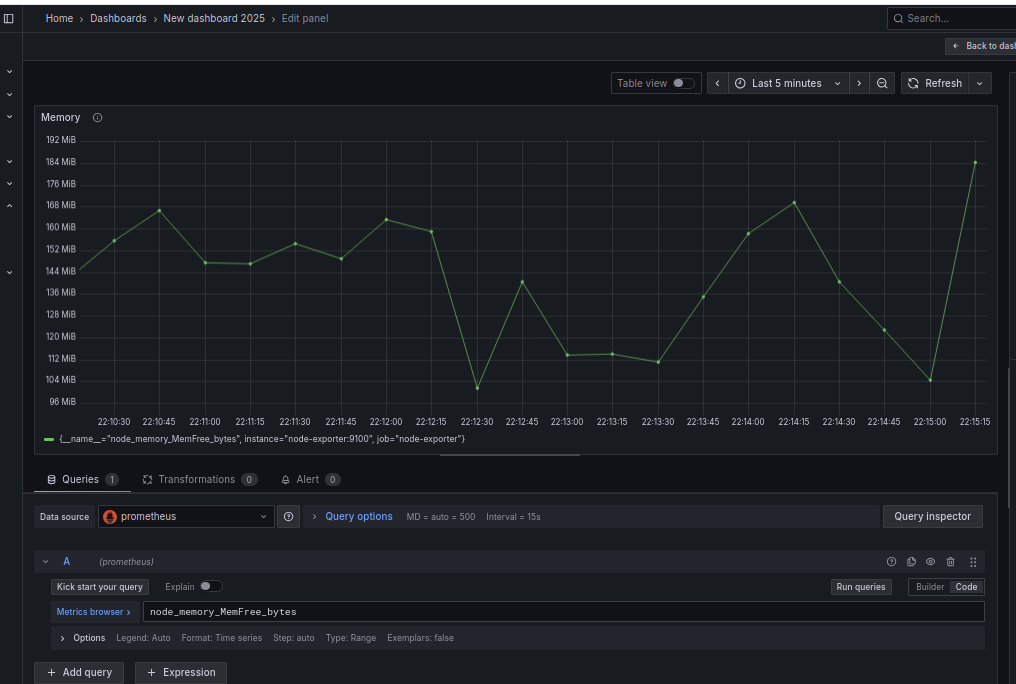 Home › Dashboards › New dashboard 2025 › Edit panel
Search...
Back to dash
Table view
Last 5 minutes
Refresh
Memory
192 MiB
184 MiB
176 MiB
168 MiB
160 MiB
152 MiB
144 MiB
136 MiB
128 MiB
120 MiB
112 MiB
104 MiB
96 MiB
22:10:30 22:10:45 22:11:00 22:11:15 22:11:30 22:11:45 22:12:00 22:12:15 22:12:30 22:12:45 22:13:00 22:13:15 22:13:30 22:13:45 22:14:00 22:14:15 22:14:30 22:14:45 22:15:00 22:15:15
{__name__="node_memory_MemFree_bytes", instance="node-exporter:9100", job="node-exporter"}
Queries 1 Transformations 0 Alert 0
Data source prometheus Query options MD = auto = 500 Interval = 15s Query inspector
A (prometheus)
Kick start your query Explain Run queries Builder Code
Metrics browser › node_memory_MemFree_bytes
Options Legend: Auto Format: Time series Step: auto Type: Range Exemplars: false
+ Add query + Expression